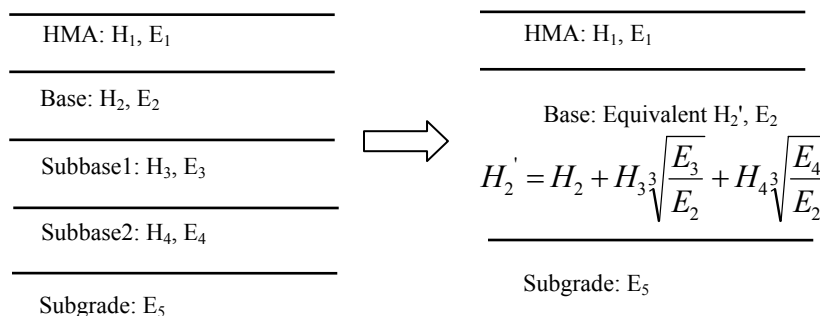 HMA: H₁, E₁
Base: H₂, E₂
Subbase1: H₃, E₃
Subbase2: H₄, E₄
Subgrade: E₅
HMA: H₁, E₁
Base: Equivalent H₂', E₂
H₂' = H₂ + H₃∛(E₃/E₂) + H₄∛(E₄/E₂)
Subgrade: E₅